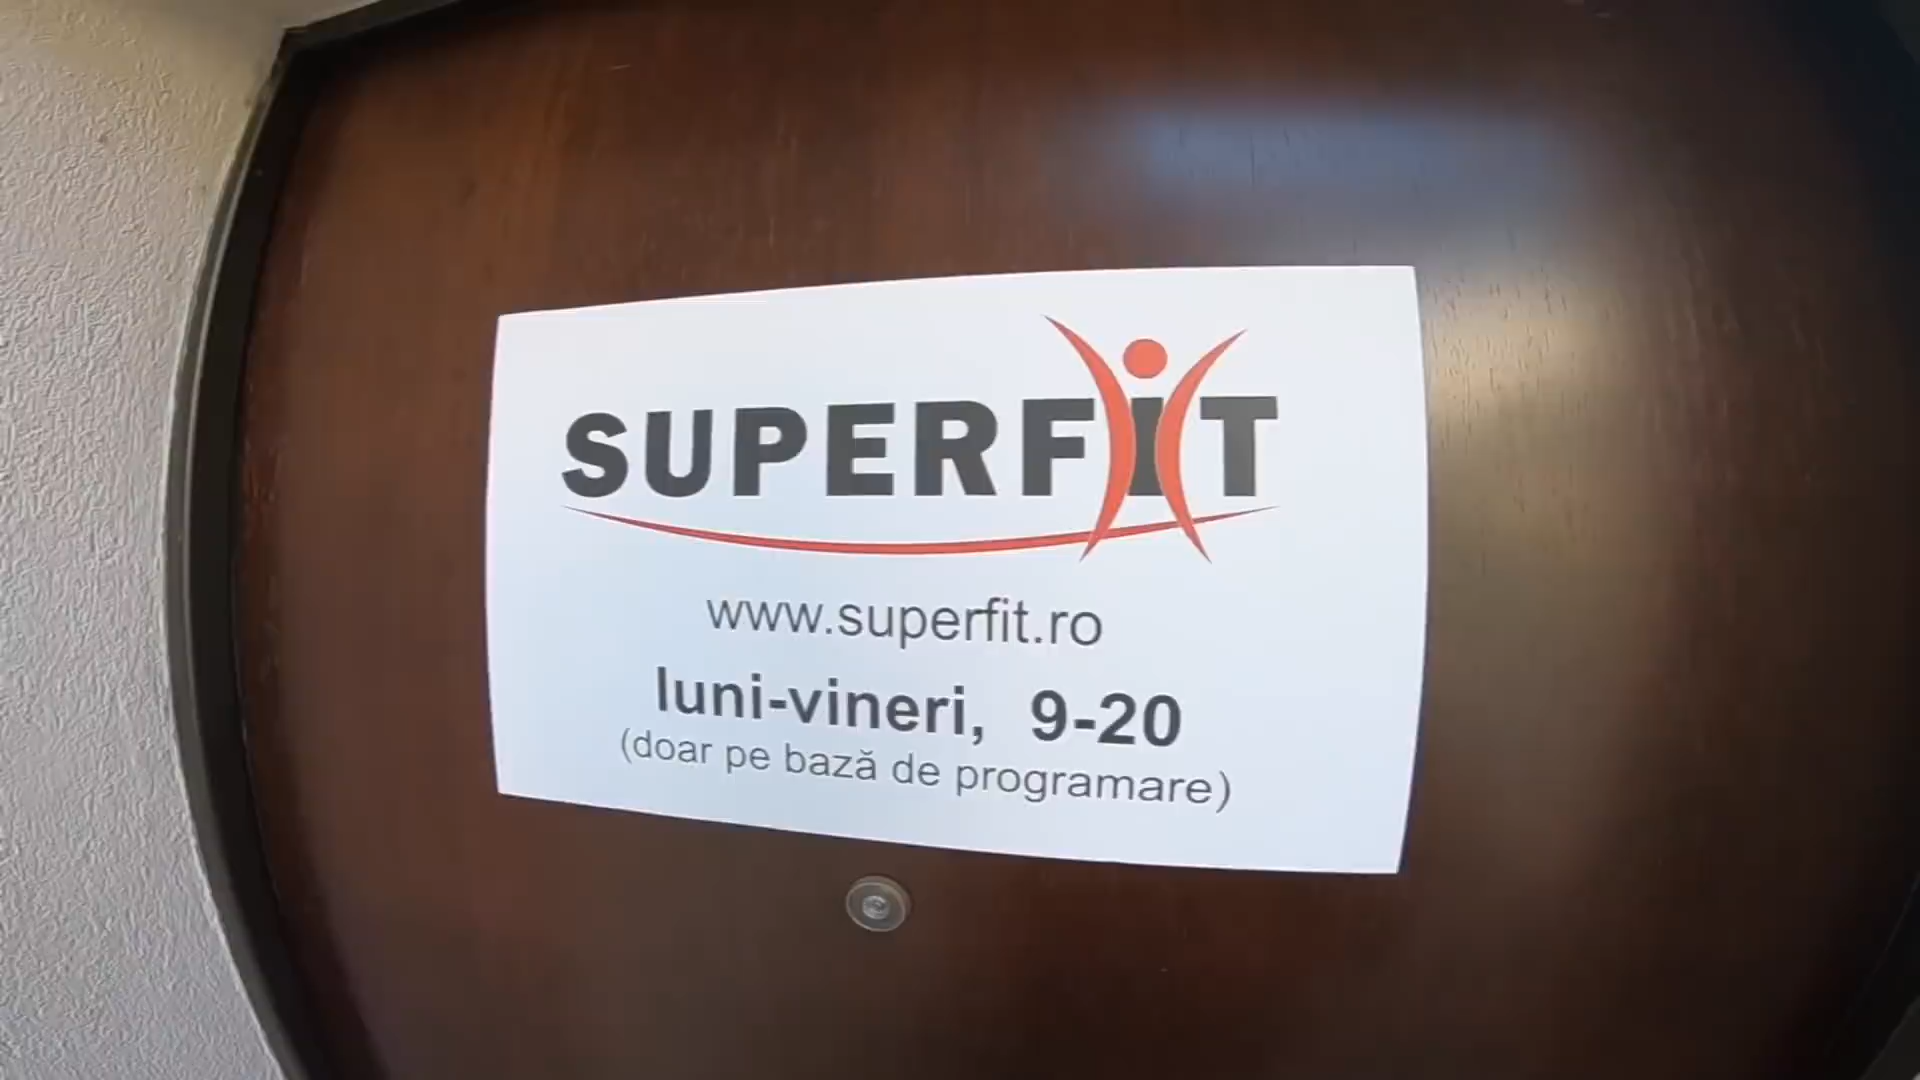 SUPERFIT
www.superfit.ro
luni-vineri, 9-20
(doar pe bază de programare)